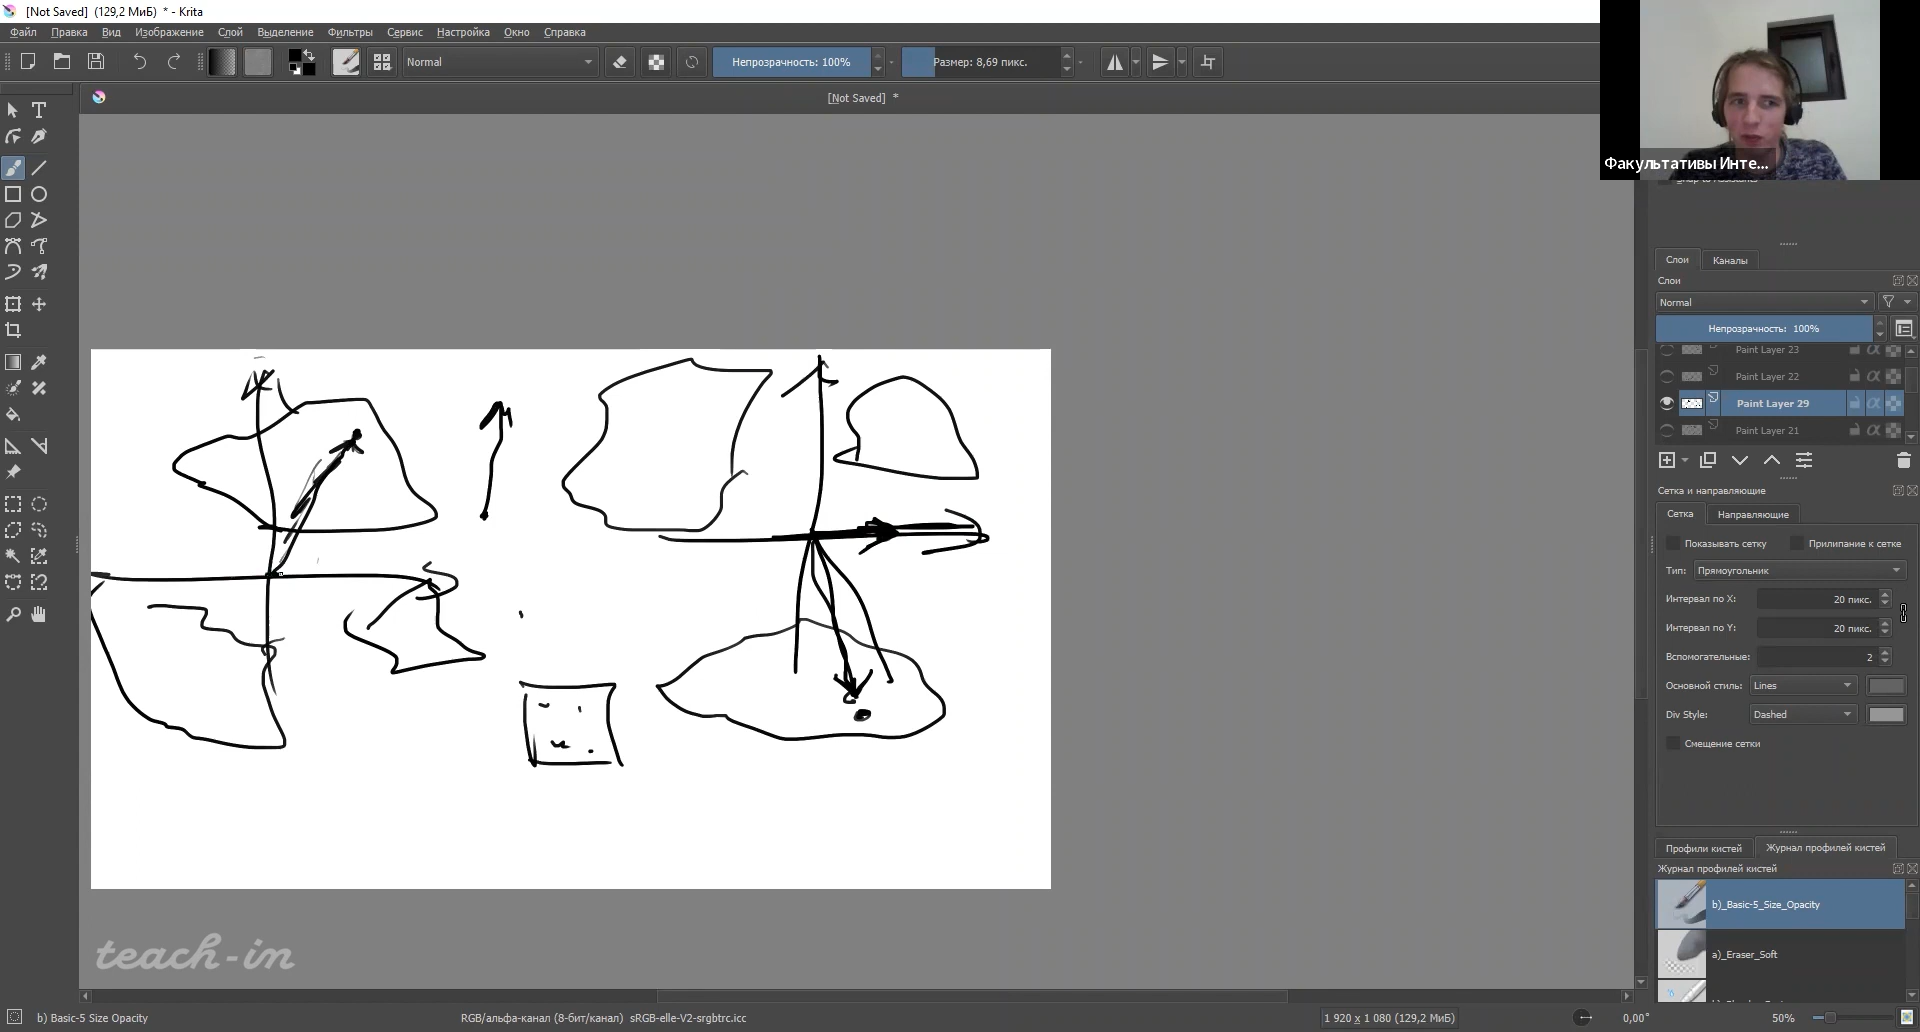 [Not Saved] (129,2 МиБ) * - Krita
Файл Правка Вид Изображение Слой Выделение Фильтры Сервис Настройка Окно Справка
Normal
Непрозрачность: 100%
Размер: 8,69 пикс.
[Not Saved] *
Факультативы Инте...
Слои
Каналы
Слои
Normal
Непрозрачность: 100%
Paint Layer 23
Paint Layer 22
Paint Layer 29
Paint Layer 21
Сетка и направляющие
Сетка
Направляющие
Показывать сетку
Прилипание к сетке
Тип: Прямоугольник
Интервал по X: 20 пикс.
Интервал по Y: 20 пикс.
Вспомогательные: 2
Основной стиль: Lines
Div Style: Dashed
Смещение сетки
Профили кистей
Журнал профилей кистей
Журнал профилей кистей
b)_Basic-5_Size_Opacity
a)_Eraser_Soft
teach-in
b) Basic-5 Size Opacity
RGB/альфа-канал (8-бит/канал) sRGB-elle-V2-srgbtrc.icc
1 920 x 1 080 (129,2 МиБ)
0,00°
50%